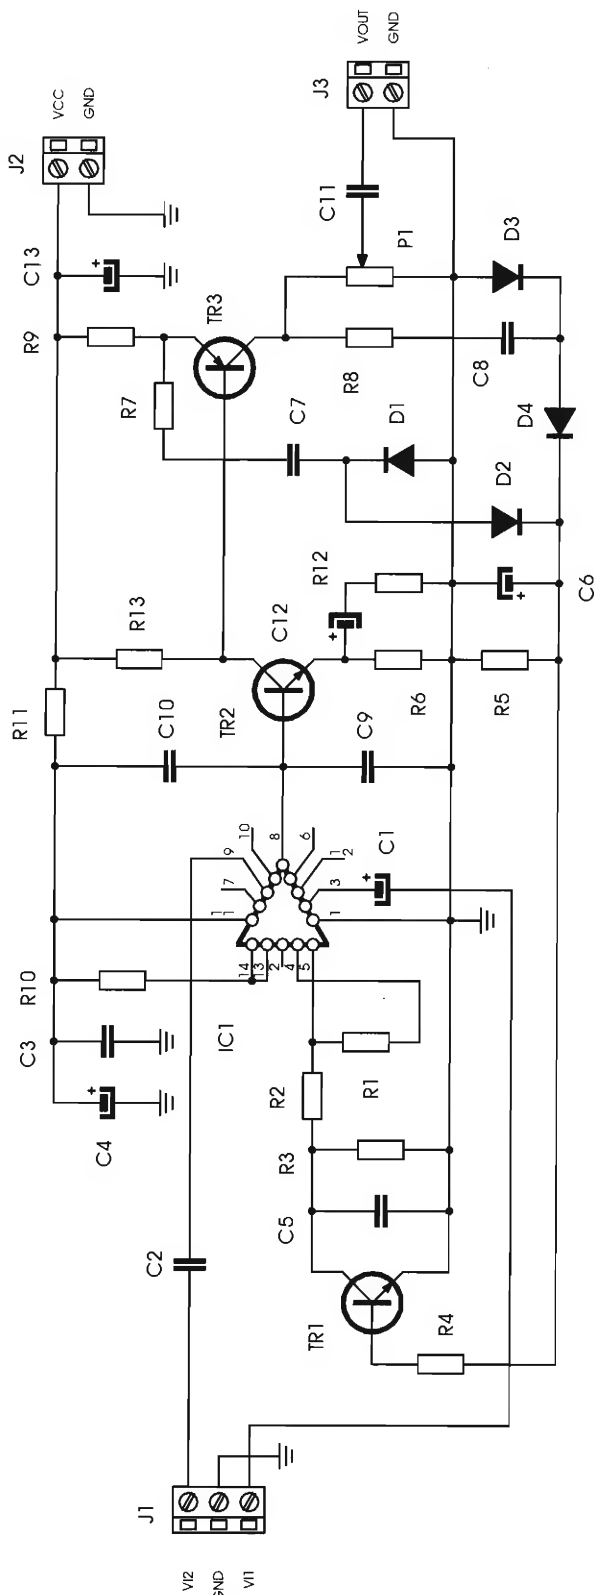 VOUT
GND
J3
VCC
GND
J2
C11
C13
P1
D3
TR3
R9
R8
C8
R7
C7
D1
D4
D2
R12
C6
R13
C12
R11
TR2
R6
R5
C10
C9
10
9
8
6
7
1
2
C1
1
1
3
1
14
13
2
4
5
R10
IC1
C3
R1
R2
C4
R3
C5
C2
TR1
R4
J1
VI2
GND
VI1